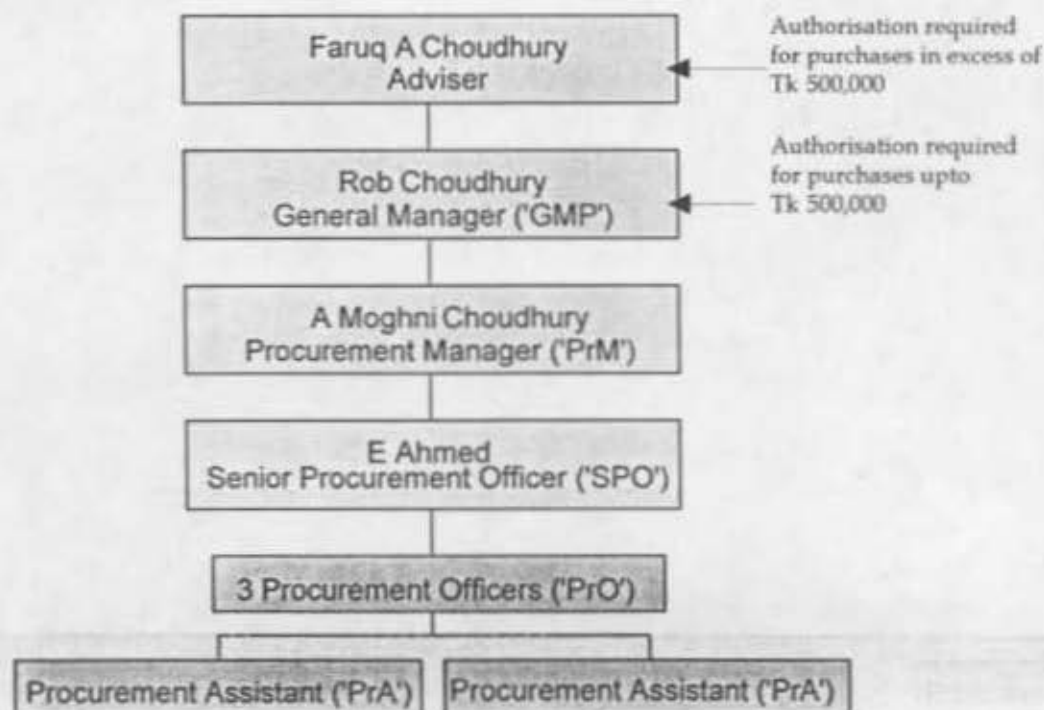 Faruq A Choudhury
Adviser
Authorisation required
for purchases in excess of
Tk 500,000
Rob Choudhury
General Manager ('GMP')
Authorisation required
for purchases upto
Tk 500,000
A Moghni Choudhury
Procurement Manager ('PrM')
E Ahmed
Senior Procurement Officer ('SPO')
3 Procurement Officers ('PrO')
Procurement Assistant ('PrA')
Procurement Assistant ('PrA')